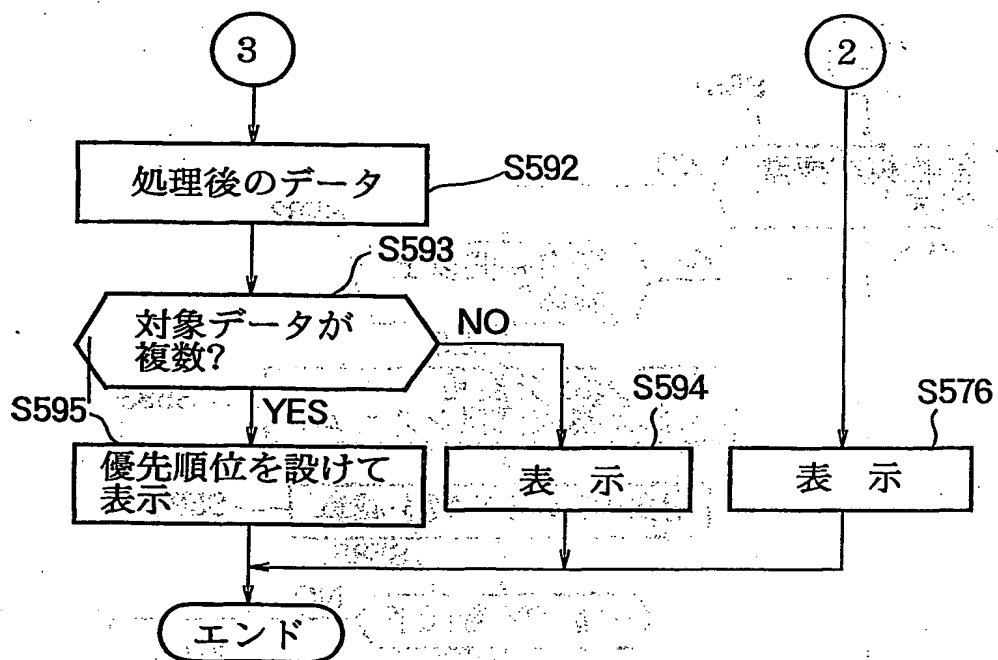 3
2
処理後のデータ
S592
S593
対象データが
複数?
NO
YES
S595
S594
S576
優先順位を設けて
表示
表 示
表 示
エンド